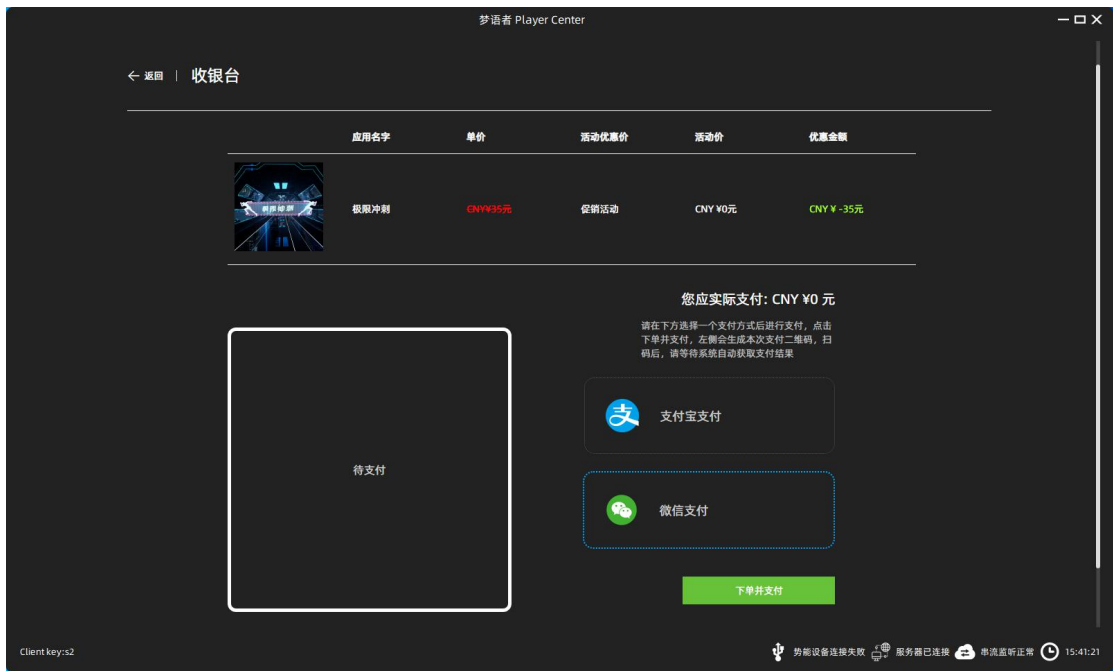 梦语者 Player Center
返回
收银台
应用名字 单价 活动优惠价 活动价 优惠金额
极限冲刺
极限冲刺 CNY¥35元 促销活动 CNY ¥0元 CNY ¥ -35元
您应实际支付: CNY ¥0 元
请在下方选择一个支付方式后进行支付，点击
下单并支付，左侧会生成本次支付二维码，扫
码后，请等待系统自动获取支付结果
支
支付宝支付
待支付
微信支付
下单并支付
Client key:s2 势能设备连接失败 服务器已连接 串流监听正常 15:41:21